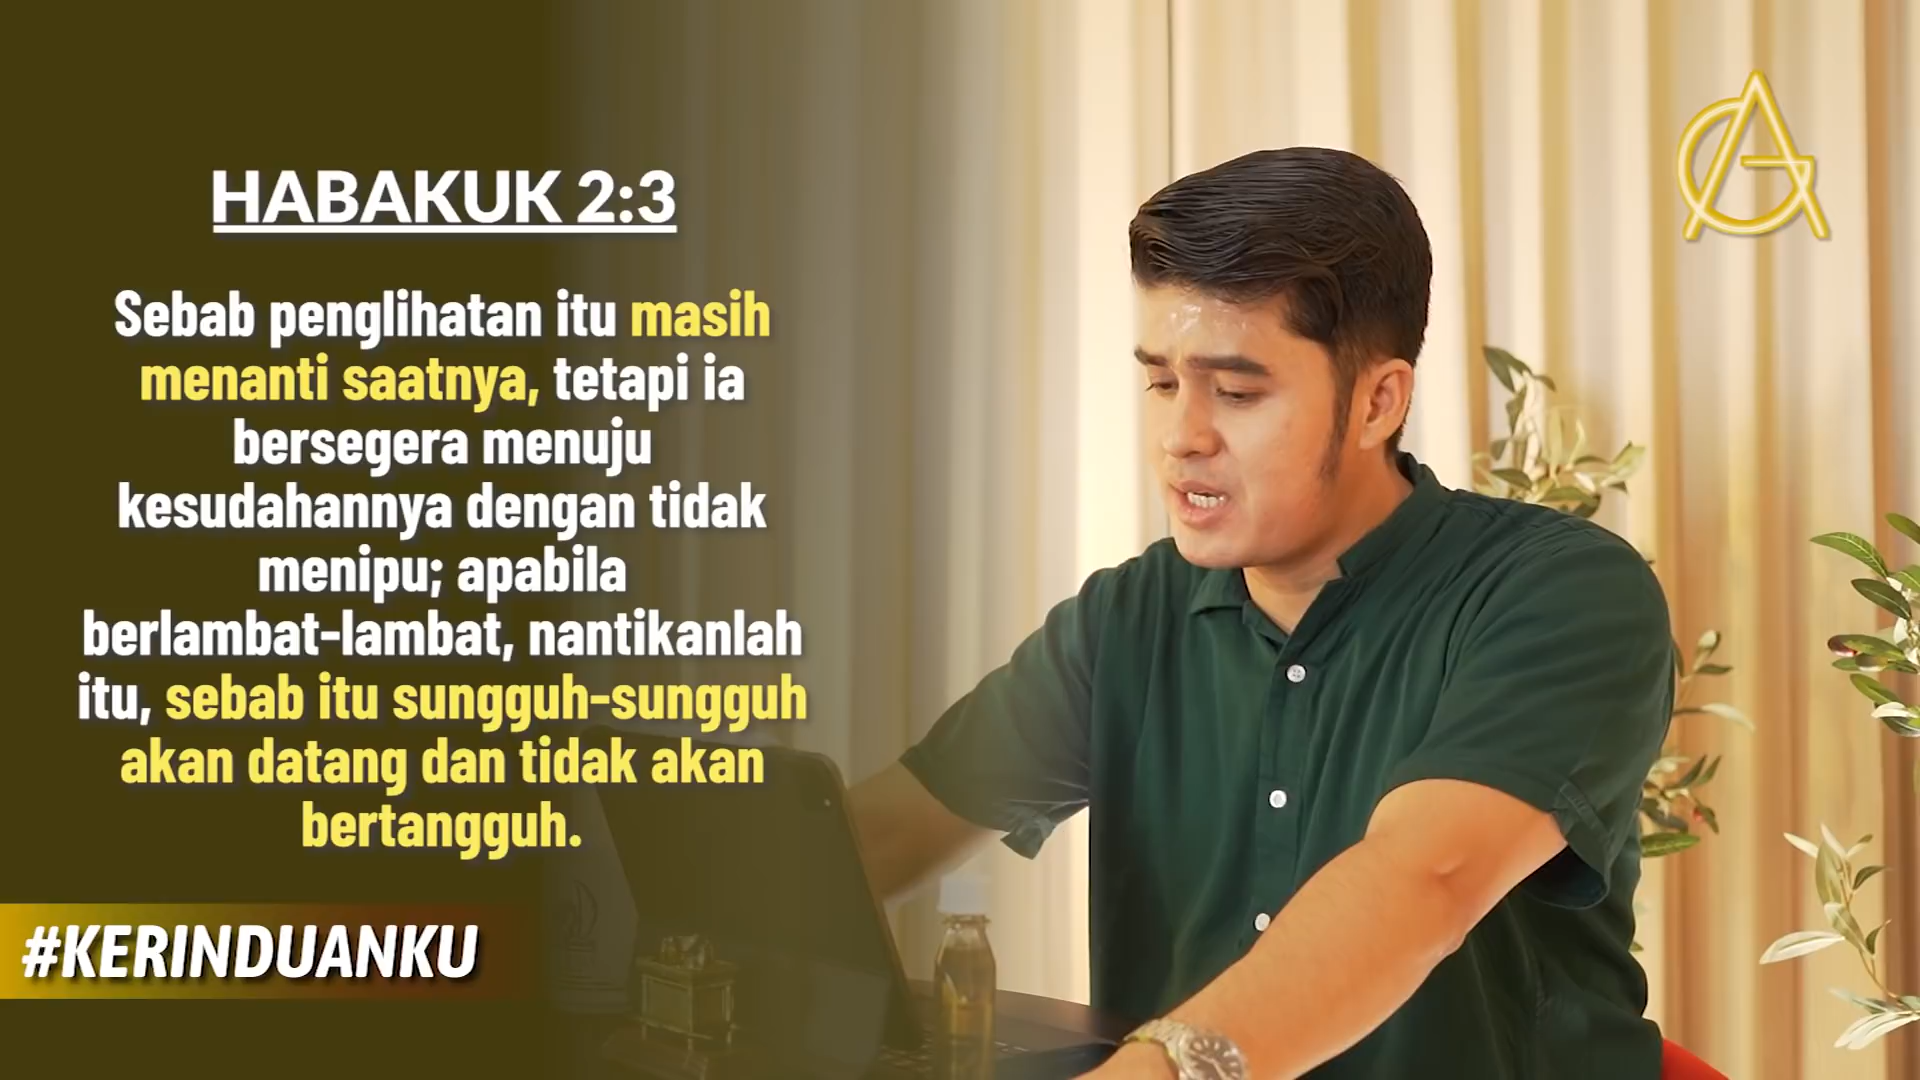 HABAKUK 2:3
Sebab penglihatan itu masih
menanti saatnya, tetapi ia
bersegera menuju
kesudahannya dengan tidak
menipu; apabila
berlambat-lambat, nantikanlah
itu, sebab itu sungguh-sungguh
akan datang dan tidak akan
bertangguh.
#KERINDUANKU